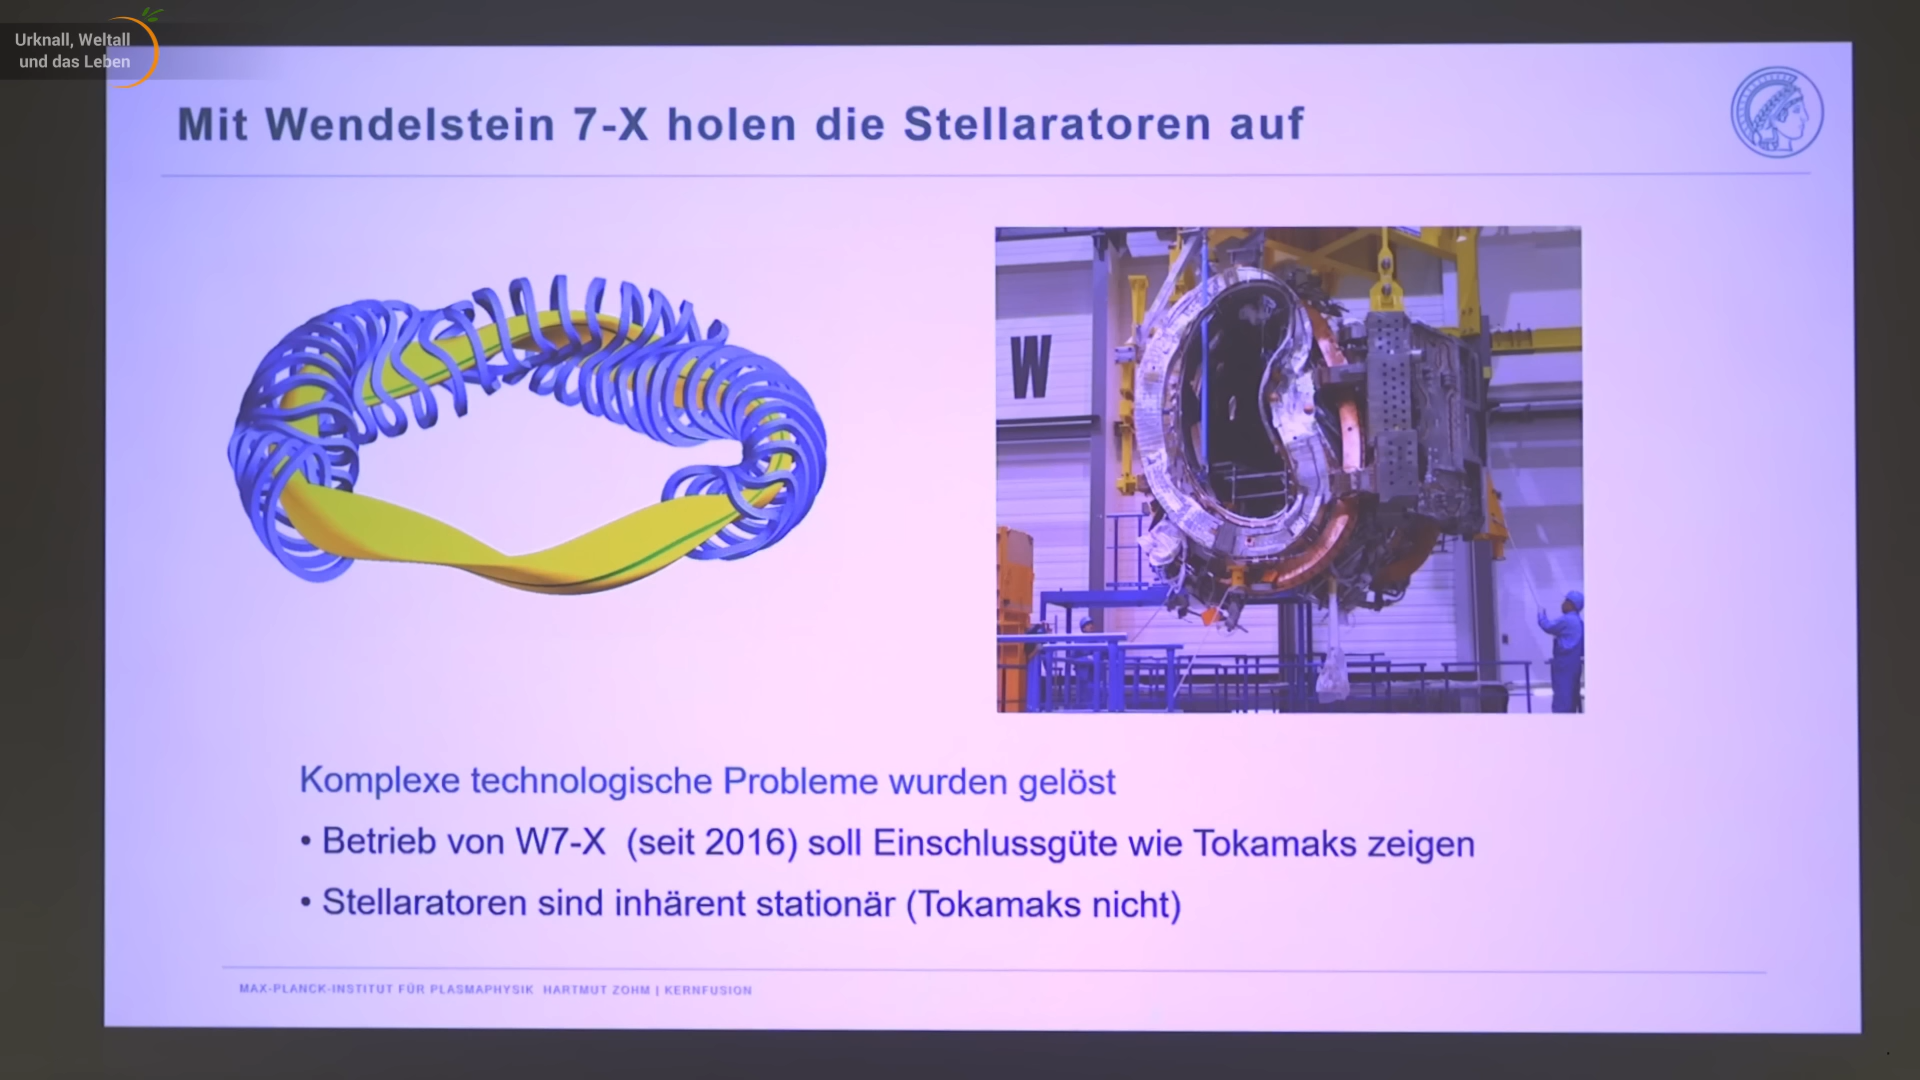 Urknall, Weltall
und das Leben
Mit Wendelstein 7-X holen die Stellaratoren auf
W
Komplexe technologische Probleme wurden gelöst
• Betrieb von W7-X (seit 2016) soll Einschlussgüte wie Tokamaks zeigen
• Stellaratoren sind inhärent stationär (Tokamaks nicht)
MAX-PLANCK-INSTITUT FÜR PLASMAPHYSIK HARTMUT ZOHM | KERNFUSION